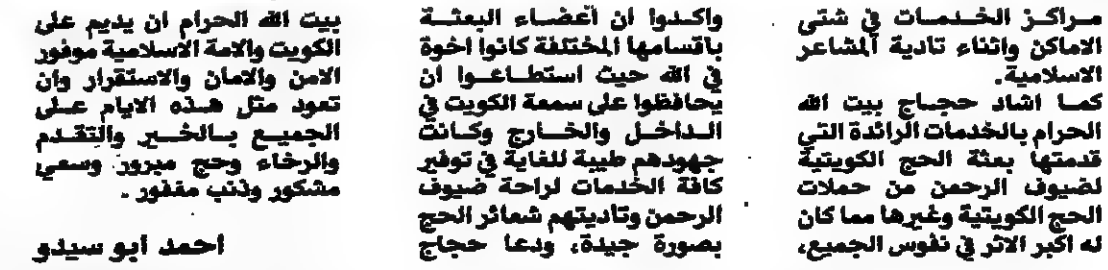 مراكز الخدمات في شتى
الاماكن واثناء تادية المشاعر
الاسلامية.
كما اشاد حجاج بيت الله
الحرام بالخدمات الرائدة التي
قدمتها بعثة الحج الكويتية
لضيوف الرحمن من حملات
الحج الكويتية وغيرها مما كان
له اكبر الاثر في نفوس الجميع،
واكدوا ان أعضاء البعثة
باقسامها المختلفة كانوا اخوة
في الله حيث استطاعوا ان
يحافظوا على سمعة الكويت في
الداخل والخارج وكانت
جهودهم طيبة للغاية في توفير
كافة الخدمات لراحة ضيوف
الرحمن وتاديتهم شعائر الحج
بصورة جيدة، ودعا حجاج
بيت الله الحرام ان يديم على
الكويت والامة الاسلامية موفور
الامن والامان والاستقرار وان
تعود مثل هذه الايام على
الجميع بالخير والتقدم
والرخاء وحج مبرور وسعي
مشكور وذنب مغفور .
احمد ابو سيدو